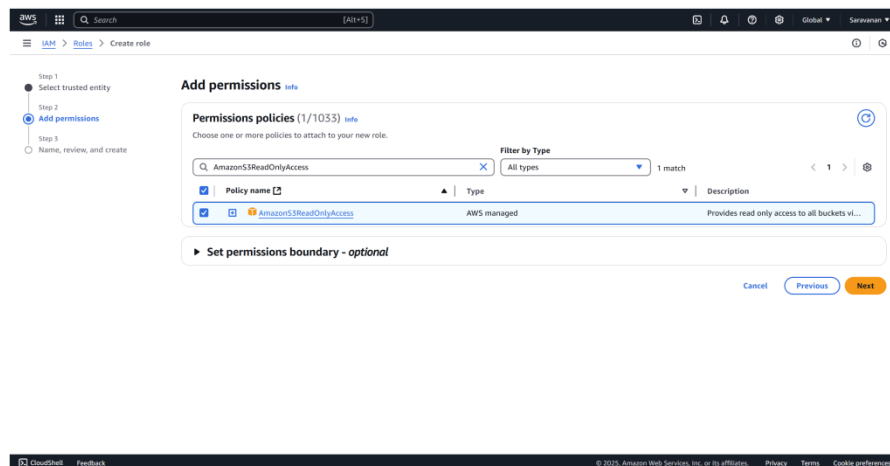 aws Search [Alt+S] Global Saravanan
IAM > Roles > Create role
Step 1
Select trusted entity
Step 2
Add permissions
Step 3
Name, review, and create
Add permissions Info
Permissions policies (1/1033) Info
Choose one or more policies to attach to your new role.
Filter by Type
AmazonS3ReadOnlyAccess All types 1 match 1
Policy name Type Description
AmazonS3ReadOnlyAccess AWS managed Provides read only access to all buckets vi...
Set permissions boundary - optional
Cancel Previous Next
CloudShell Feedback © 2025, Amazon Web Services, Inc. or its affiliates. Privacy Terms Cookie preferences